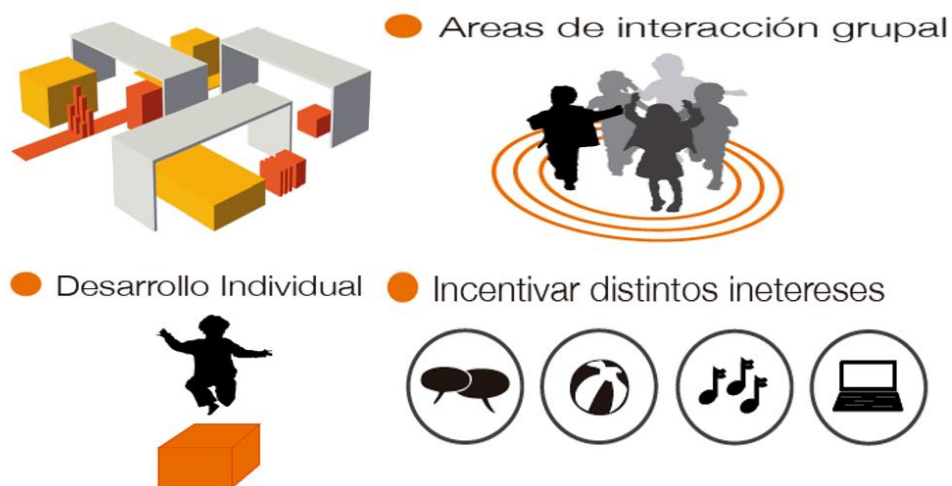 Areas de interacción grupal
Desarrollo Individual
Incentivar distintos inetereses